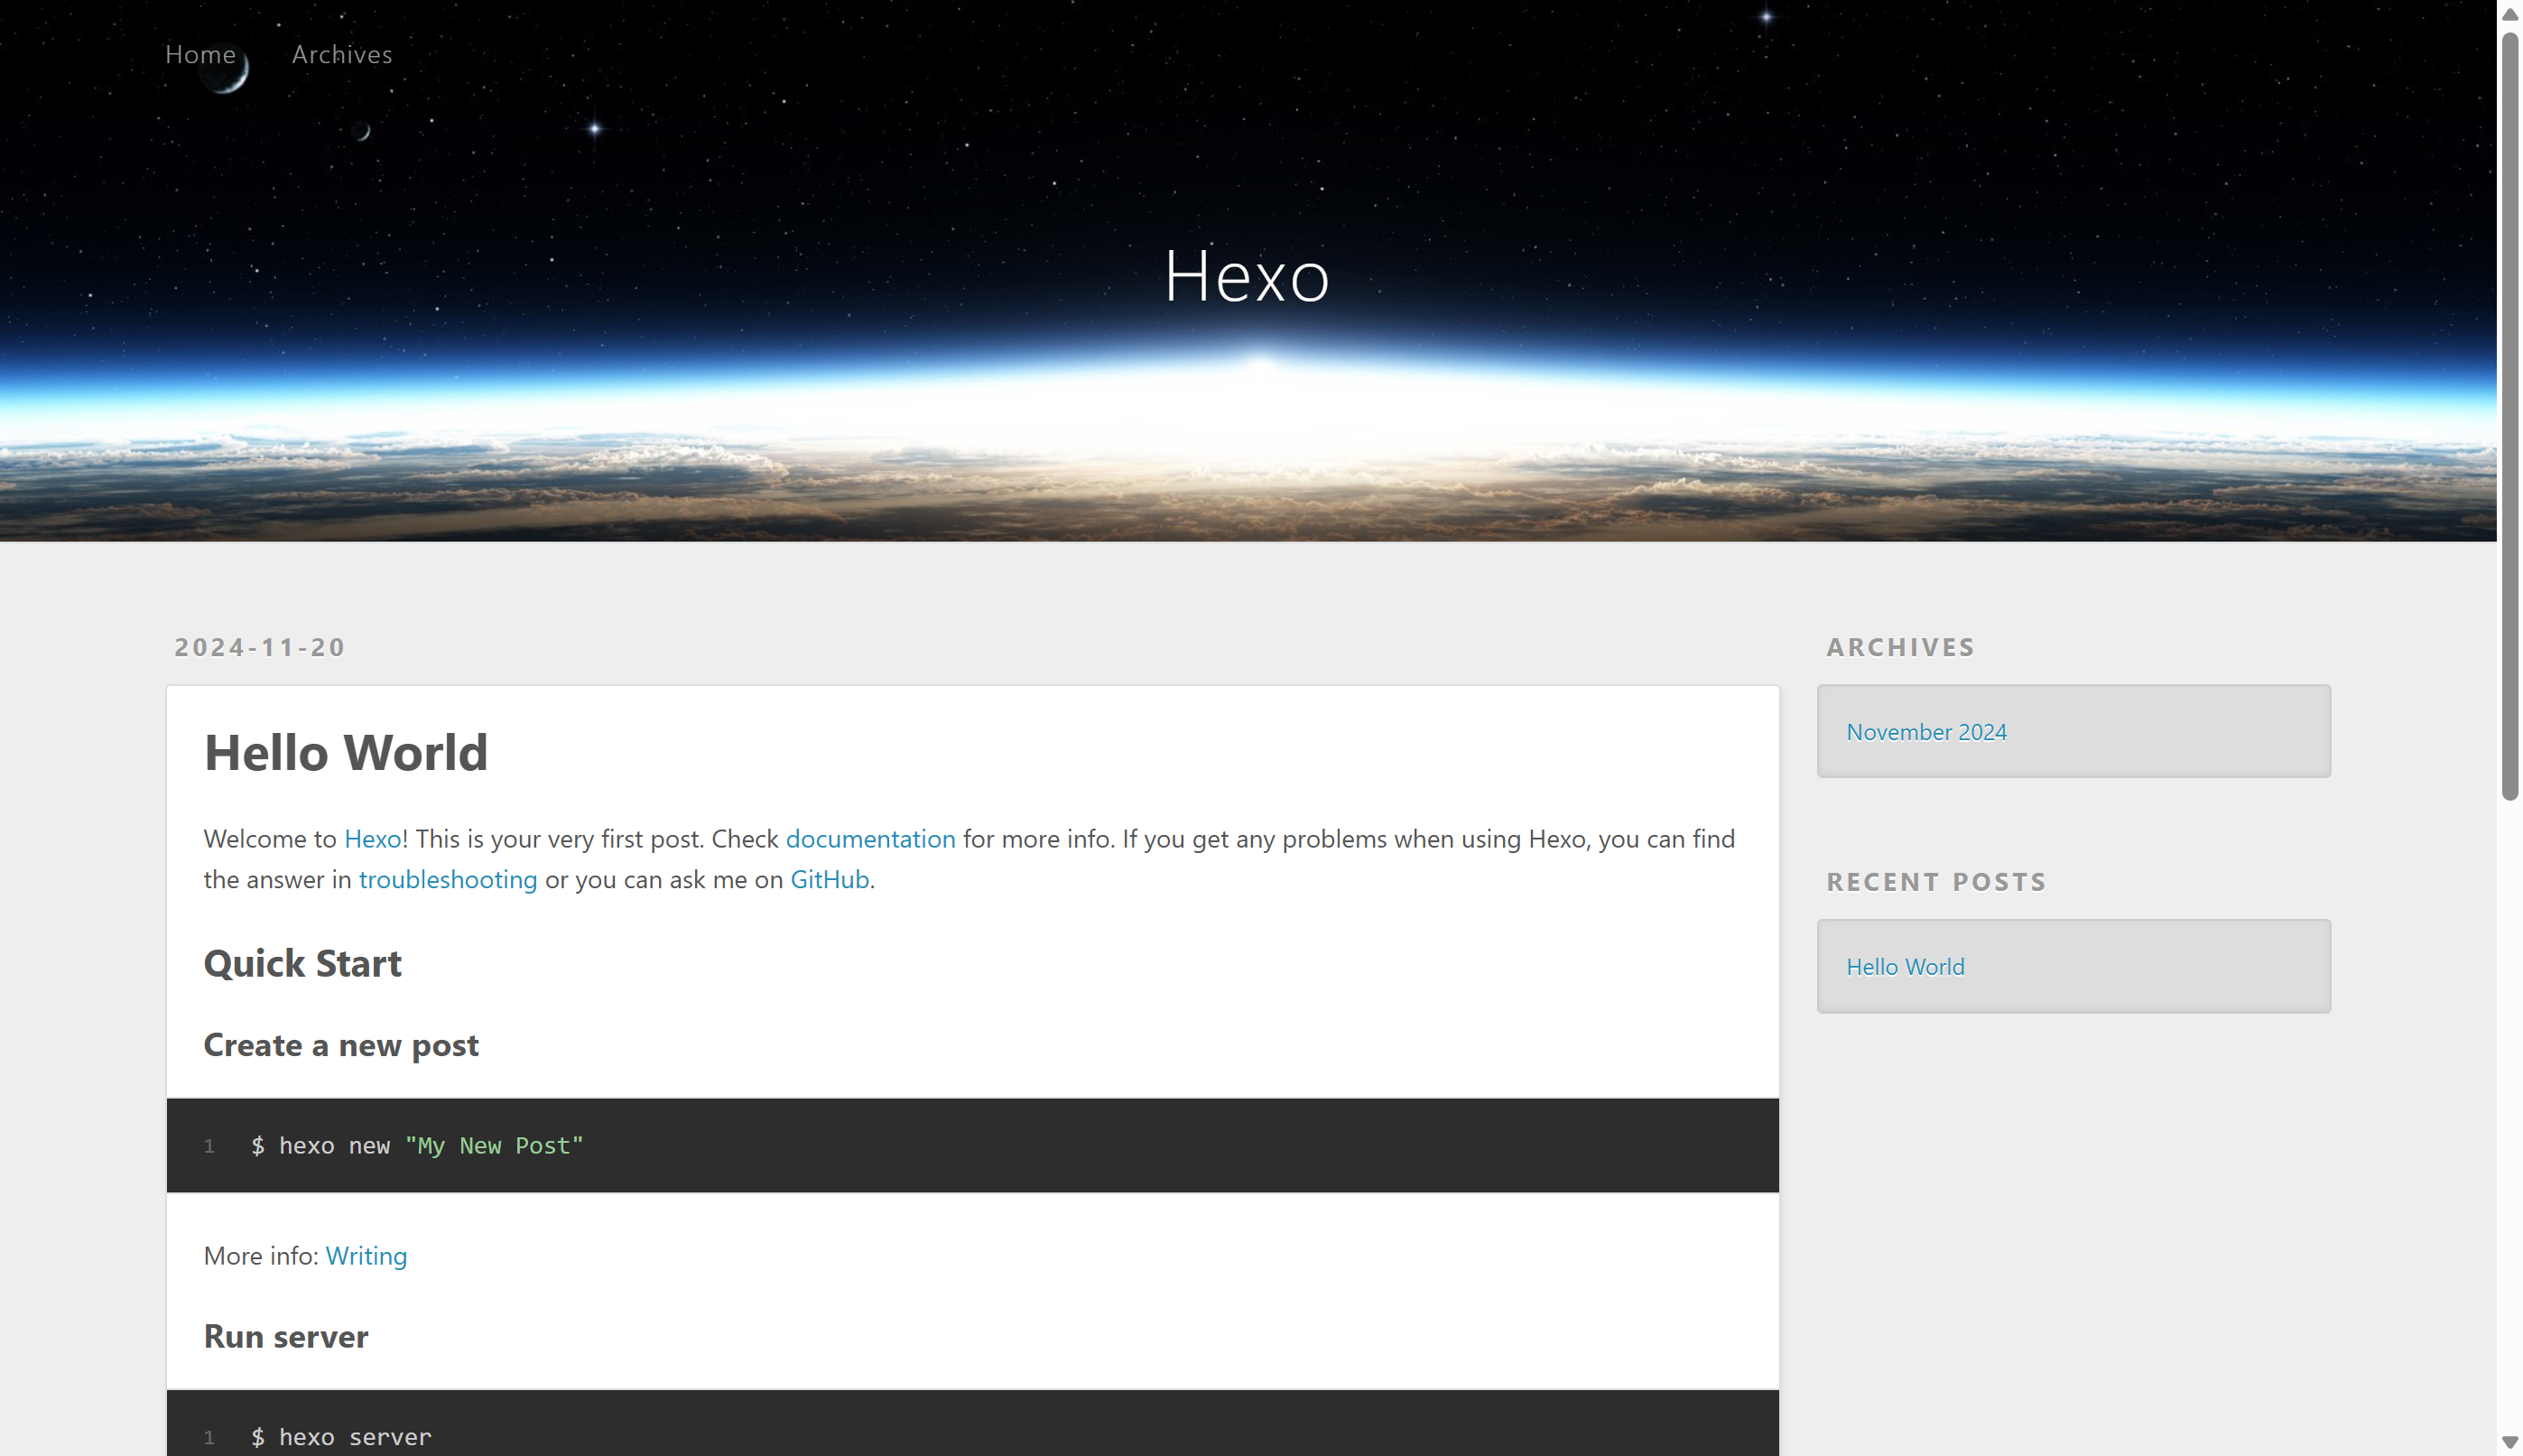 Home Archives
Hexo
2024-11-20
Hello World
Welcome to Hexo! This is your very first post. Check documentation for more info. If you get any problems when using Hexo, you can find
the answer in troubleshooting or you can ask me on GitHub.
Quick Start
Create a new post
1 $ hexo new "My New Post"
More info: Writing
Run server
1 $ hexo server
ARCHIVES
November 2024
RECENT POSTS
Hello World